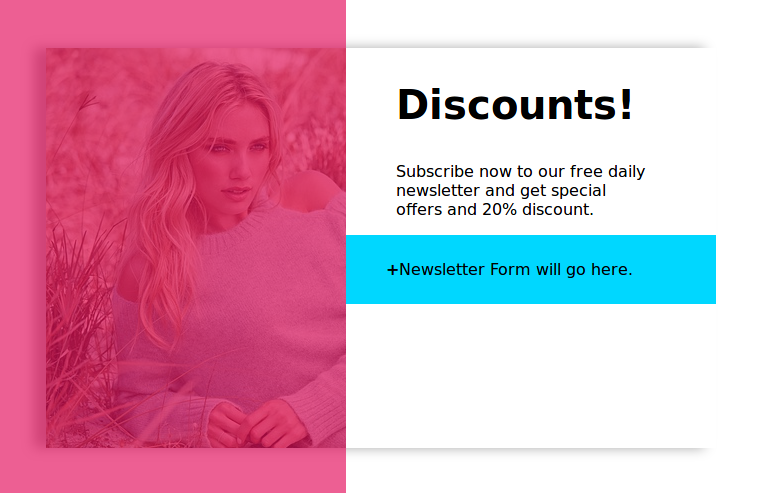 Discounts!
Subscribe now to our free daily
newsletter and get special
offers and 20% discount.
+Newsletter Form will go here.